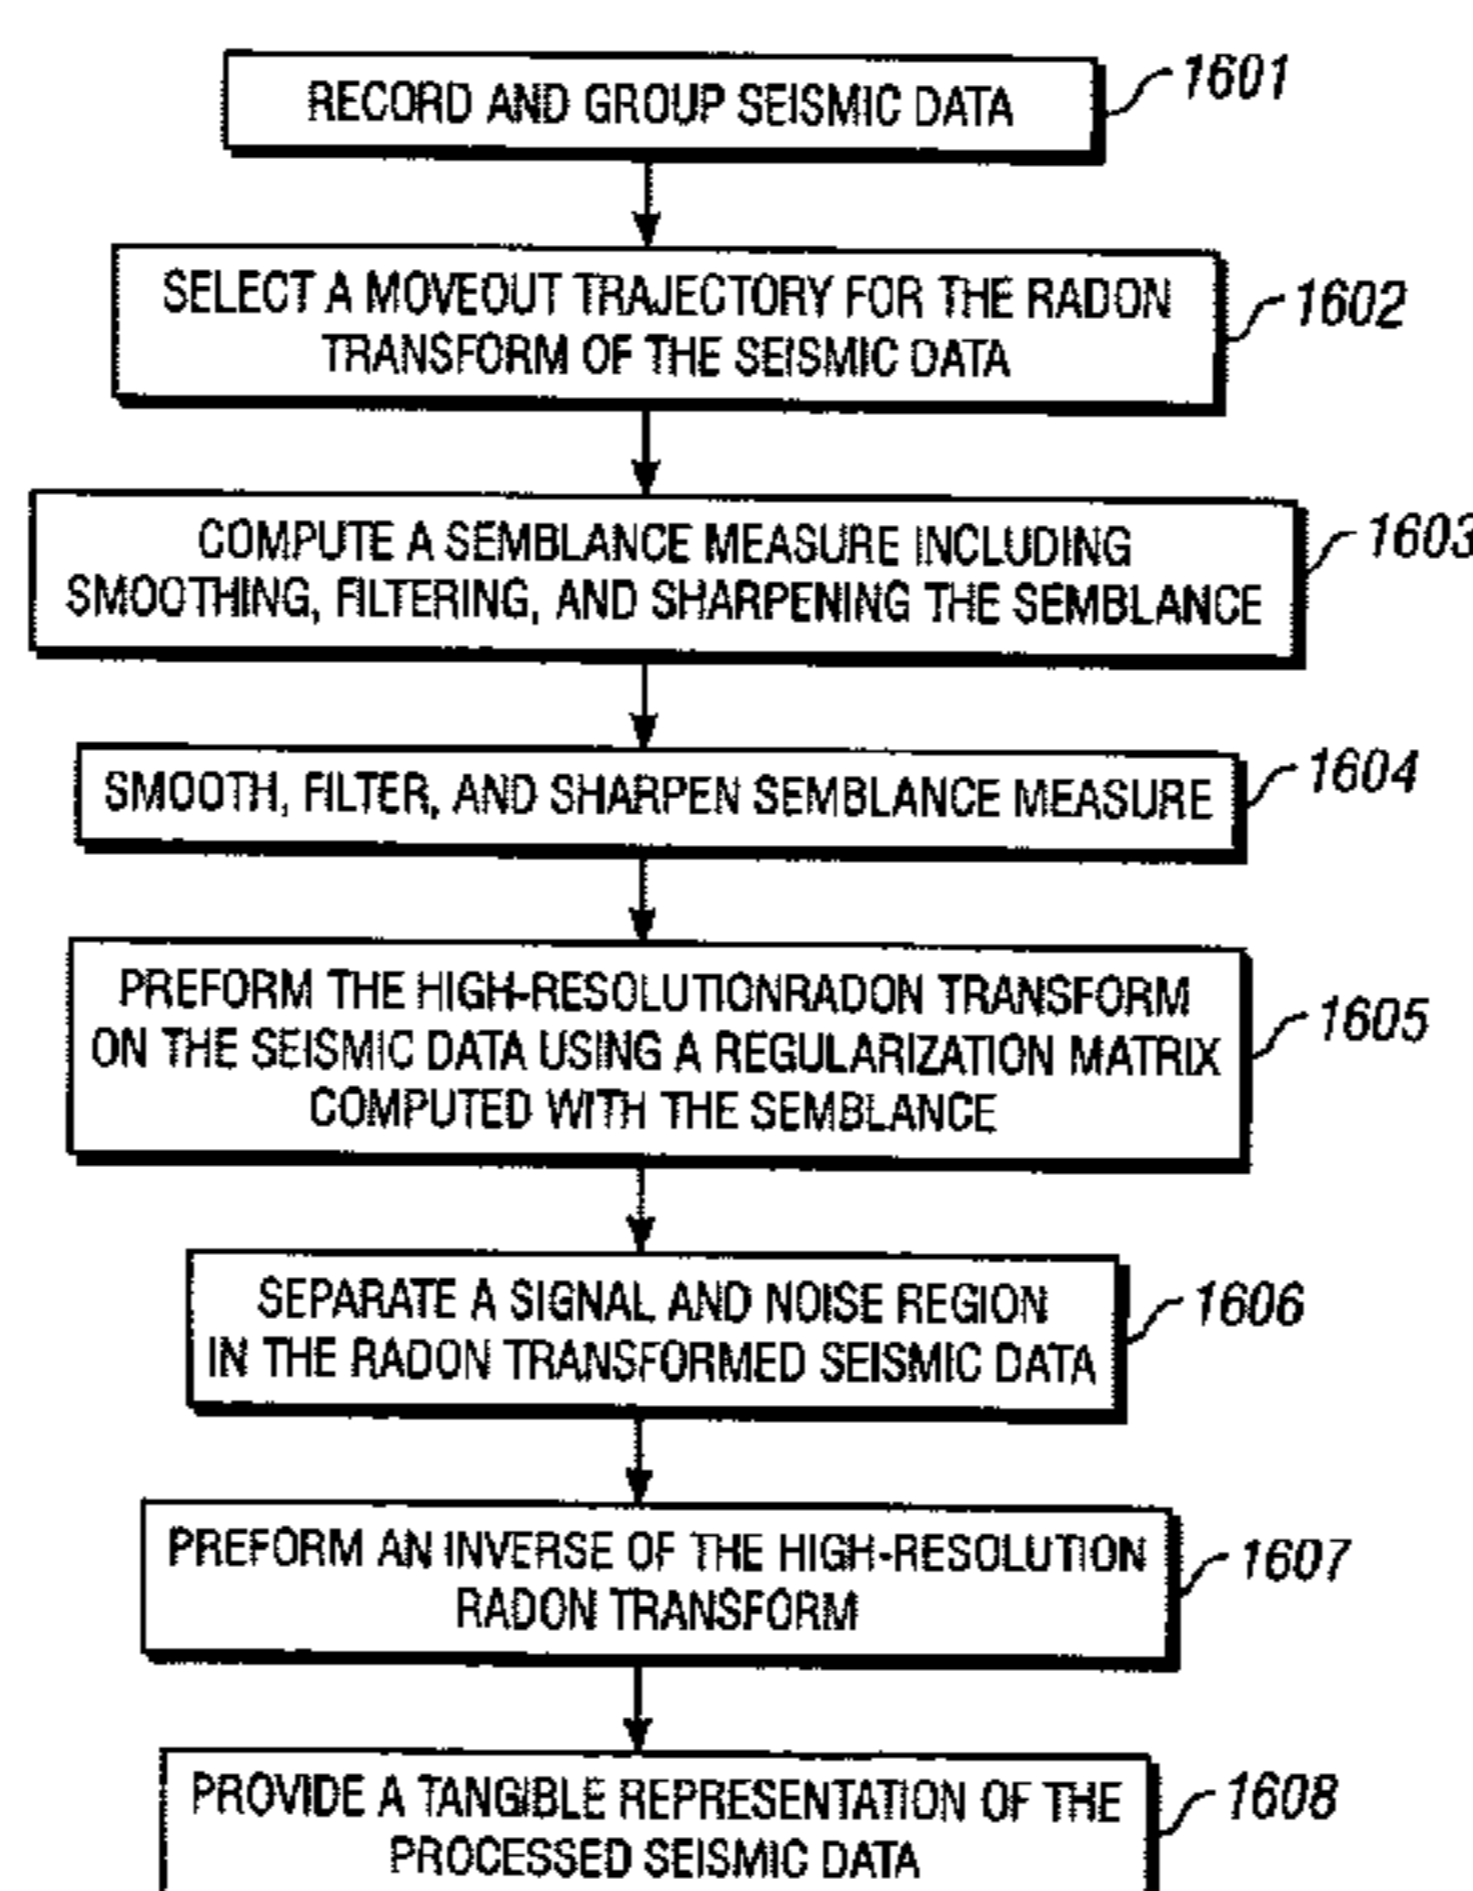 RECORD AND GROUP SEISMIC DATA
1601
SELECT A MOVEOUT TRAJECTORY FOR THE RADON
TRANSFORM OF THE SEISMIC DATA
1602
COMPUTE A SEMBLANCE MEASURE INCLUDING
SMOOTHING, FILTERING, AND SHARPENING THE SEMBLANCE
1603
SMOOTH, FILTER, AND SHARPEN SEMBLANCE MEASURE
1604
PREFORM THE HIGH-RESOLUTIONRADON TRANSFORM
ON THE SEISMIC DATA USING A REGULARIZATION MATRIX
COMPUTED WITH THE SEMBLANCE
1605
SEPARATE A SIGNAL AND NOISE REGION
IN THE RADON TRANSFORMED SEISMIC DATA
1606
PREFORM AN INVERSE OF THE HIGH-RESOLUTION
RADON TRANSFORM
1607
PROVIDE A TANGIBLE REPRESENTATION OF THE
PROCESSED SEISMIC DATA
1608